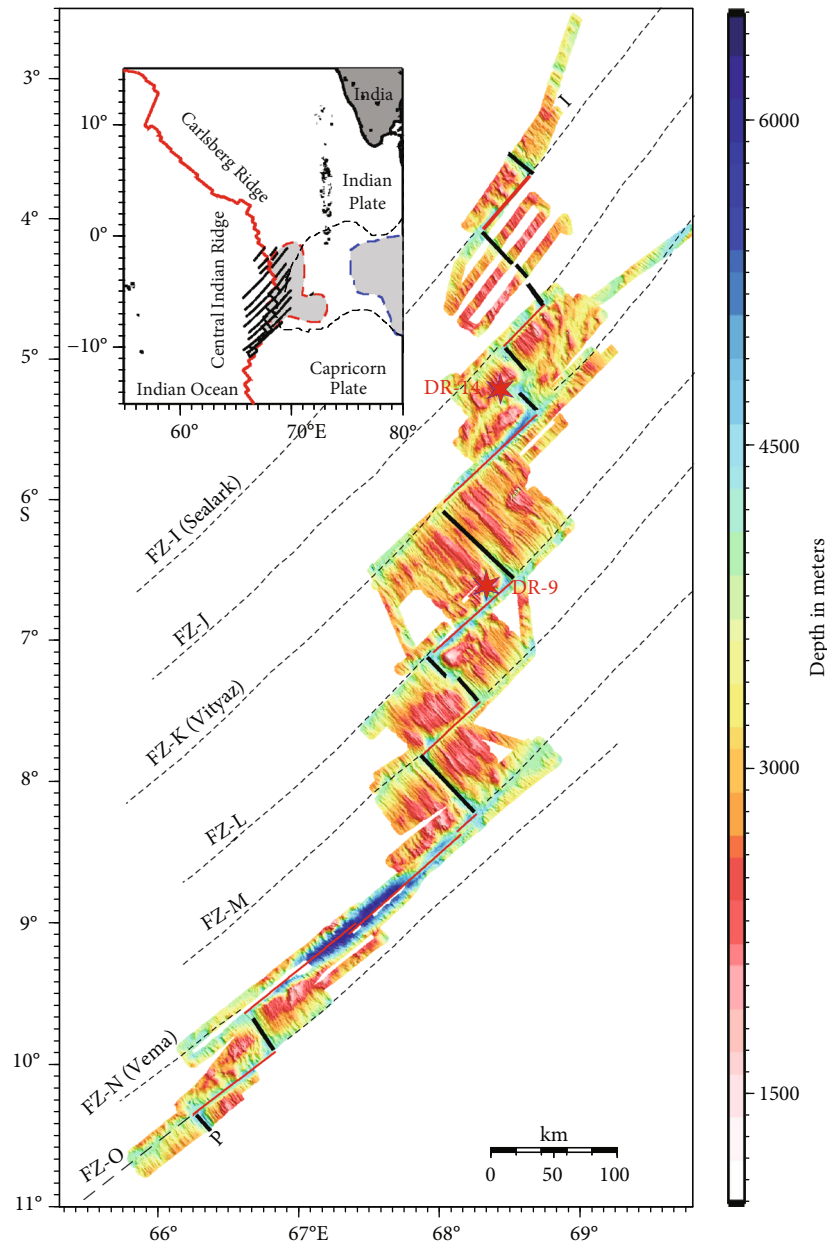 3°
4°
5°
6°
S
7°
8°
9°
10°
11°
66°
67°E
68°
69°
10°
0°
−10°
60°
70°E
6
80°
India
Carlsberg Ridge
Indian
Plate
Central Indian Ridge
Capricorn
Plate
Indian Ocean
I
DR-14
DR-9
FZ-I (Sealark)
FZ-J
FZ-K (Vityaz)
FZ-L
FZ-M
FZ-N (Vema)
FZ-O
P
km
0 50 100
6000
4500
3000
1500
Depth in meters